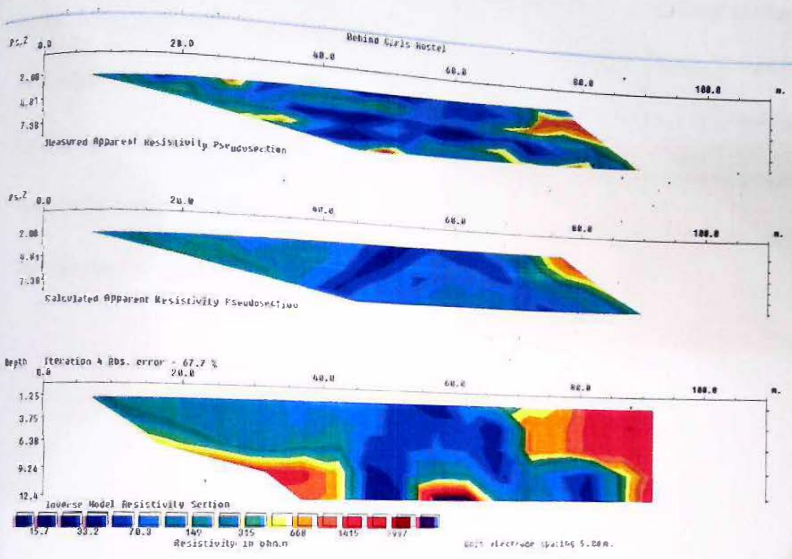 Behind Girls Hostel
Ps.Z 0.0 20.0 40.0 60.0 80.0 100.0 m.
2.00
4.01
7.38
Measured Apparent Resistivity Pseudosection
Ps.Z 0.0 20.0 40.0 60.0 80.0 100.0 m.
2.00
4.01
7.38
Calculated Apparent Resistivity Pseudosection
Depth Iteration 4 Abs. error - 67.7 %
0.0 20.0 40.0 60.0 80.0 100.0 m.
1.25
3.75
6.38
9.24
12.4
Inverse Model Resistivity Section
15.7 33.2 70.3 149 315 668 1415
Resistivity in ohm.m
Unit electrode spacing 5.00m.